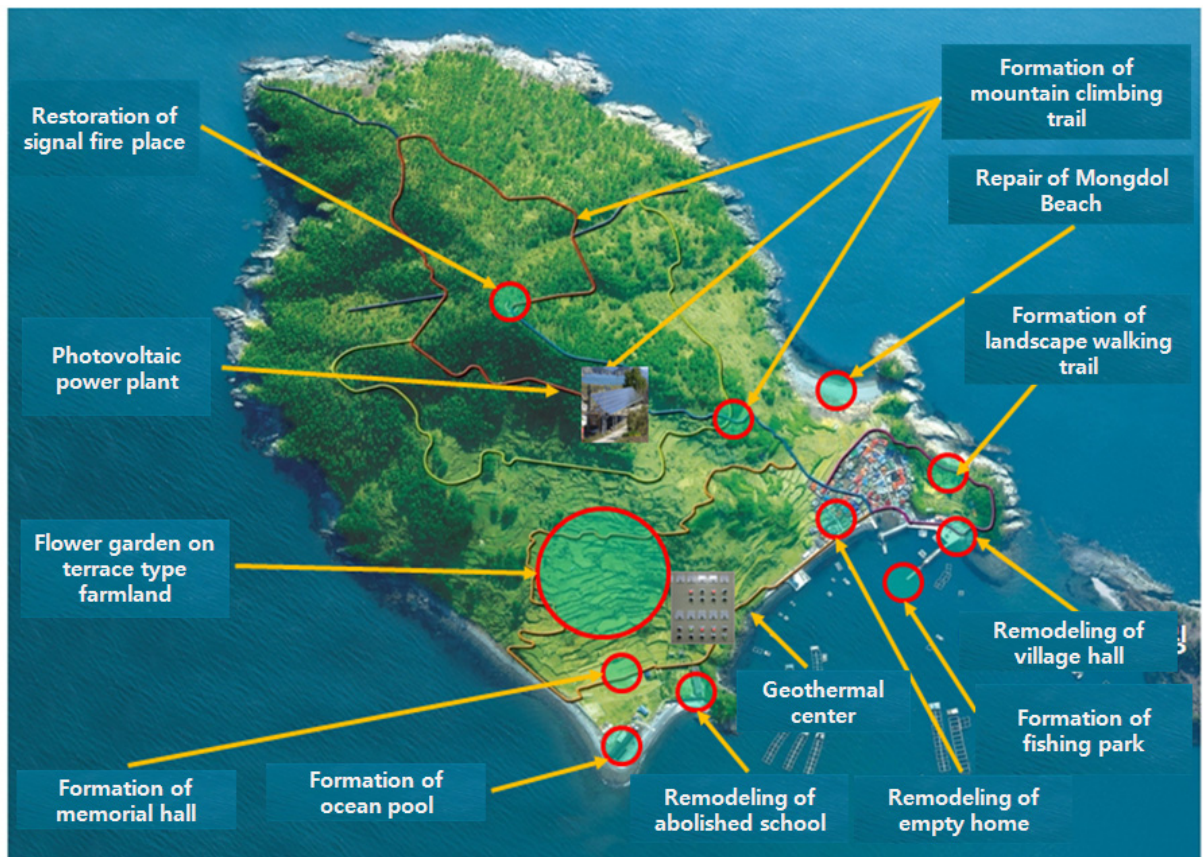 Formation of
mountain climbing
trail
Restoration of
signal fire place
Repair of Mongdol
Beach
Formation of
landscape walking
trail
Photovoltaic
power plant
Flower garden on
terrace type
farmland
Remodeling of
village hall
Geothermal
center
Formation of
fishing park
Formation of
memorial hall
Formation of
ocean pool
Remodeling of
abolished school
Remodeling of
empty home